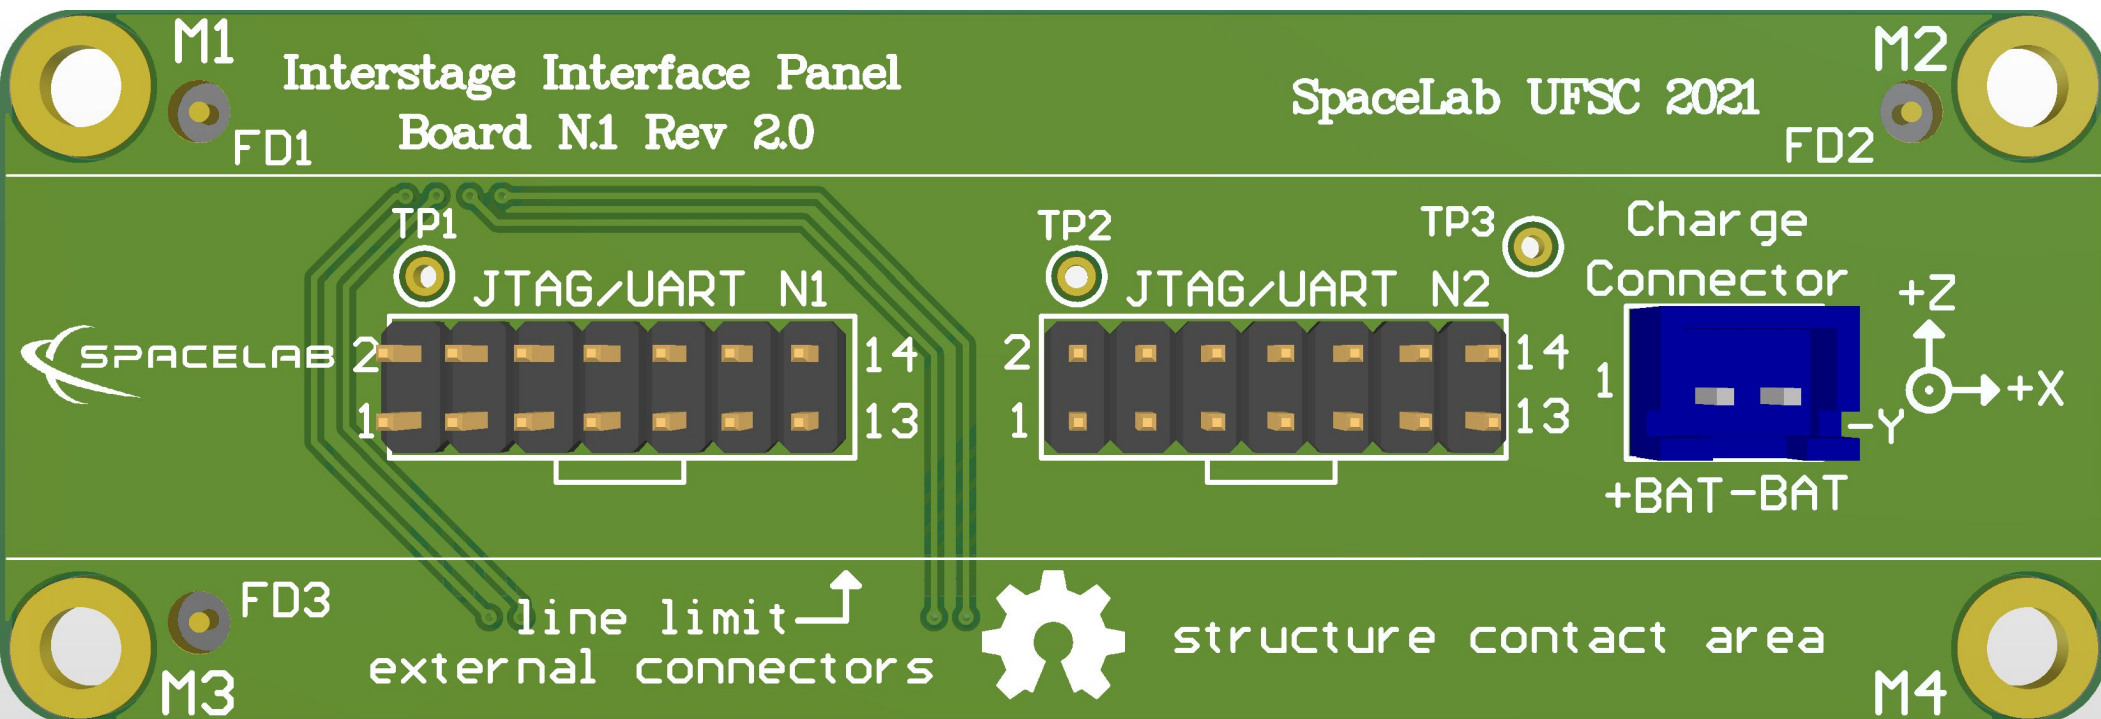 M1
Interstage Interface Panel
Board N.1 Rev 2.0
FD1
SpaceLab UFSC 2021
M2
FD2
TP1
JTAG/UART N1
TP2
JTAG/UART N2
TP3
Charge
Connector
SPACELAB
2
14
1
13
2
14
1
13
1
+Z
+X
-Y
+BAT-BAT
FD3
M3
line limit
external connectors
structure contact area
M4